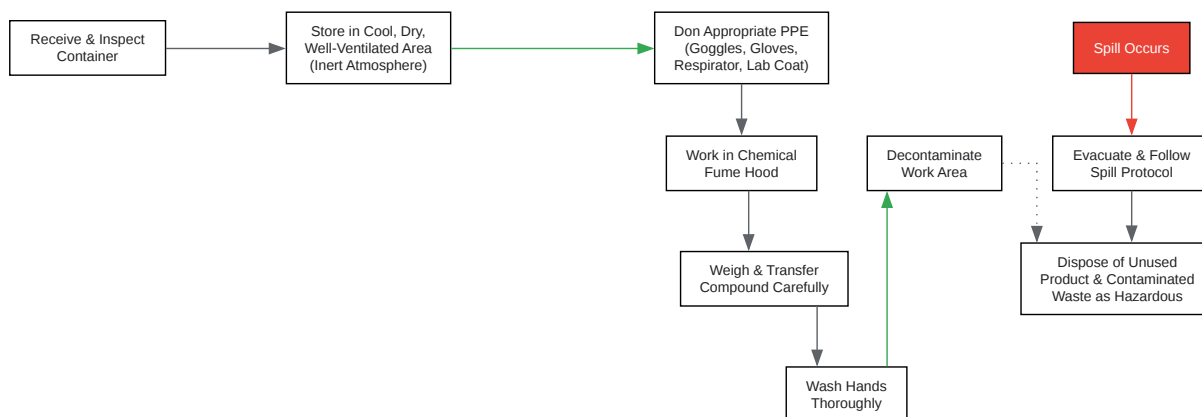 Receive & Inspect
Container
Store in Cool, Dry,
Well-Ventilated Area
(Inert Atmosphere)
Don Appropriate PPE
(Goggles, Gloves,
Respirator, Lab Coat)
Spill Occurs
Work in Chemical
Fume Hood
Decontaminate
Work Area
Evacuate & Follow
Spill Protocol
Weigh & Transfer
Compound Carefully
Dispose of Unused
Product & Contaminated
Waste as Hazardous
Wash Hands
Thoroughly